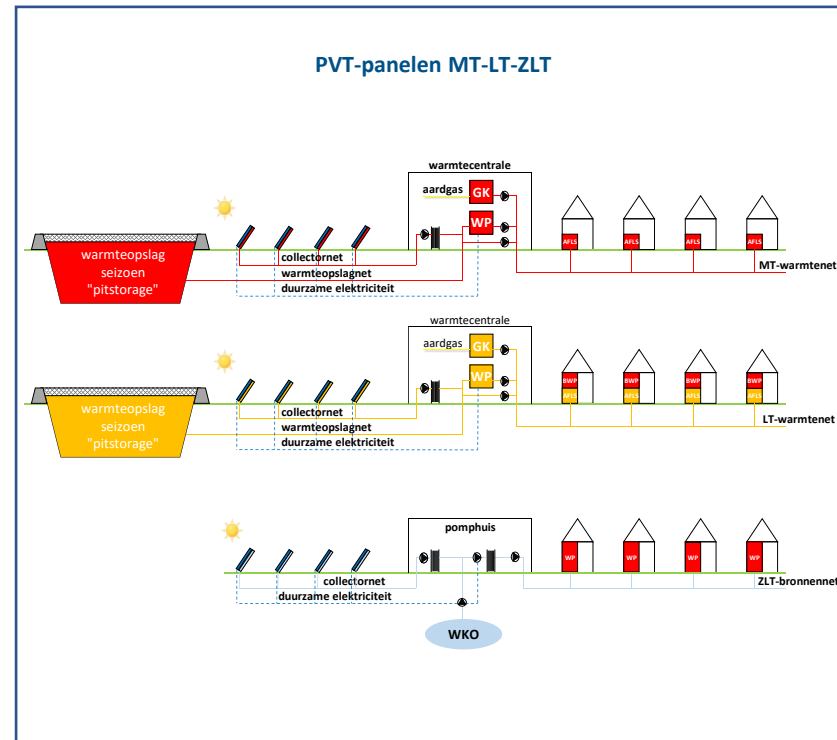 PVT-panelen MT-LT-ZLT
warmtecentrale
aardgas
GK
WP
warmteopslag
seizoen
"pitstorage"
AFLS AFLS AFLS AFLS
collectornet
warmteopslagnet
duurzame elektriciteit
MT-warmtenet
warmtecentrale
aardgas
GK
WP
warmteopslag
seizoen
"pitstorage"
BWP BWP BWP BWP
AFLS AFLS AFLS AFLS
collectornet
warmteopslagnet
duurzame elektriciteit
LT-warmtenet
pomphuis
WP WP WP WP
collectornet
duurzame elektriciteit
ZLT-bronnennet
WKO